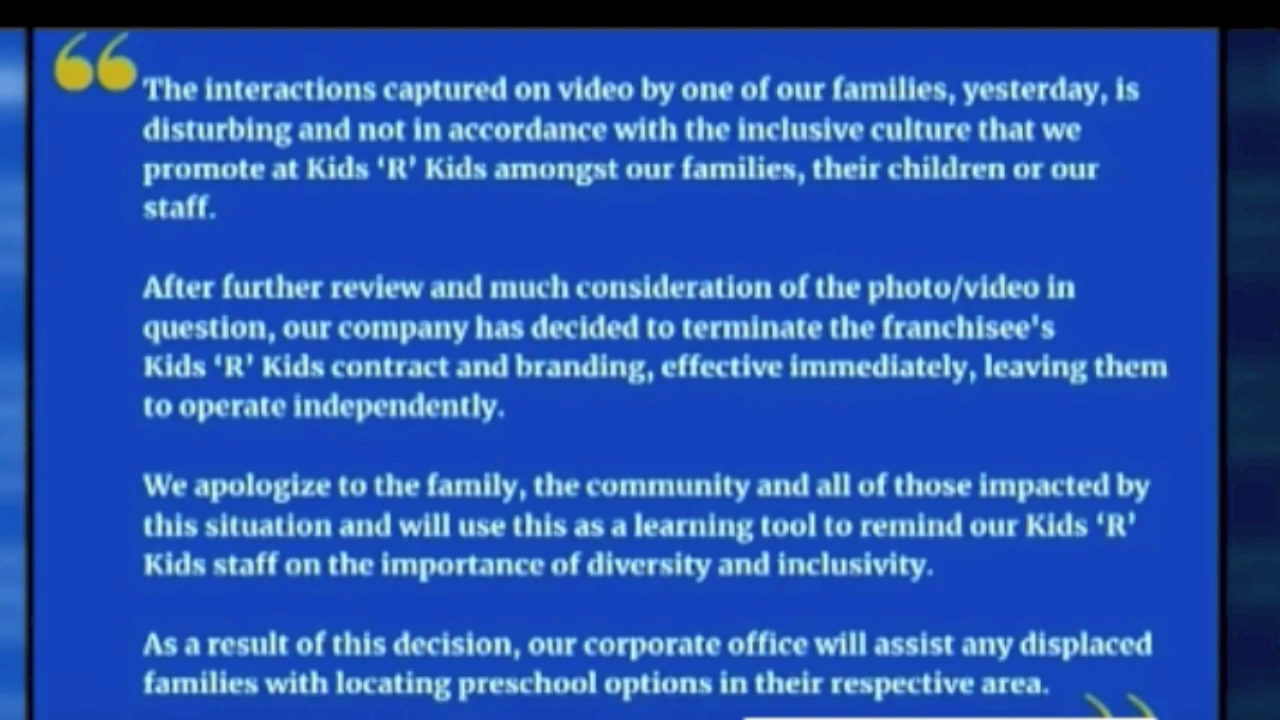 “
The interactions captured on video by one of our families, yesterday, is
disturbing and not in accordance with the inclusive culture that we
promote at Kids ‘R’ Kids amongst our families, their children or our
staff.
After further review and much consideration of the photo/video in
question, our company has decided to terminate the franchisee's
Kids ‘R’ Kids contract and branding, effective immediately, leaving them
to operate independently.
We apologize to the family, the community and all of those impacted by
this situation and will use this as a learning tool to remind our Kids ‘R’
Kids staff on the importance of diversity and inclusivity.
As a result of this decision, our corporate office will assist any displaced
families with locating preschool options in their respective area.
”